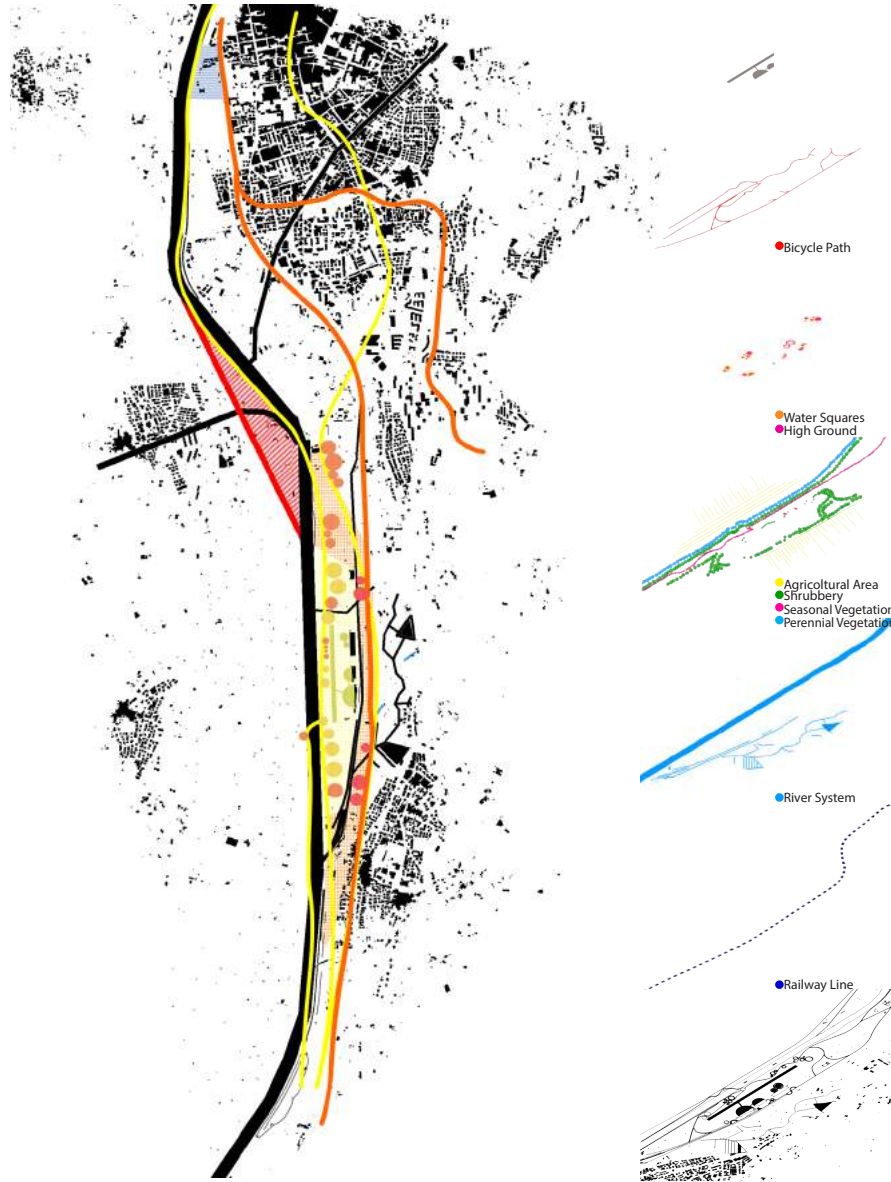 Bicycle Path
Water Squares
High Ground
Agricoltural Area
Shrubbery
Seasonal Vegetation
Perennial Vegetation
River System
Railway Line